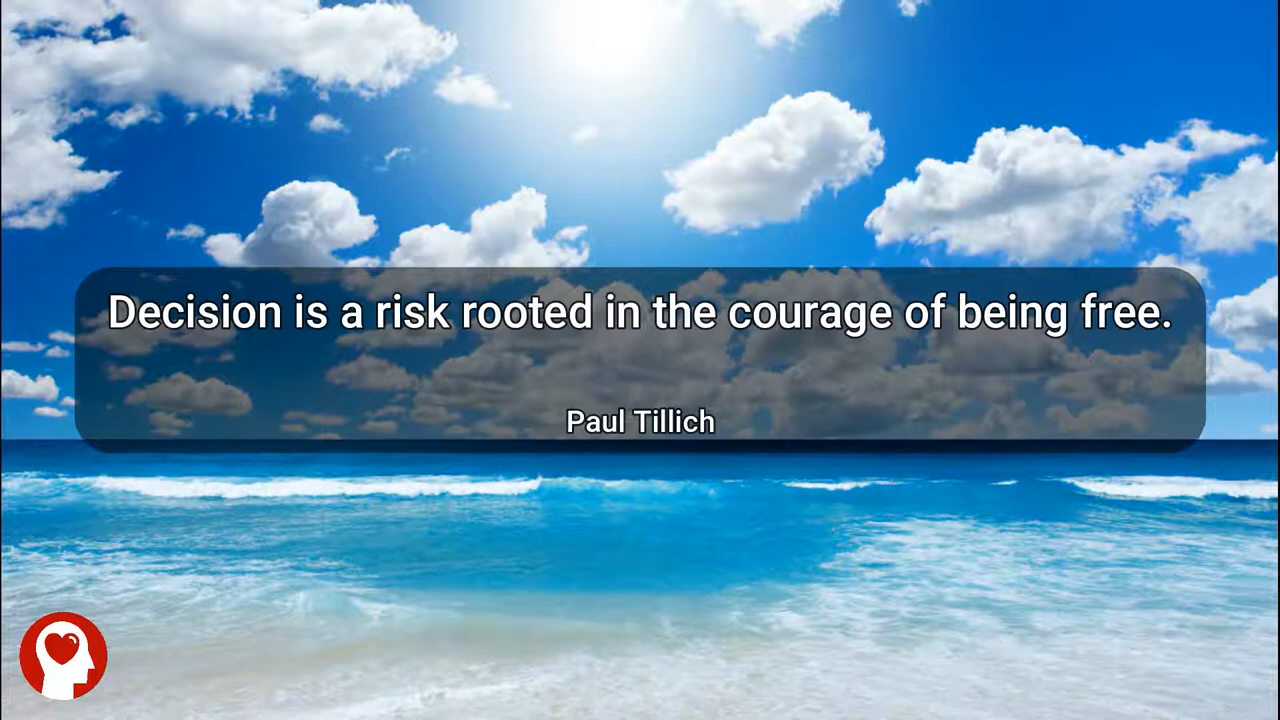 Decision is a risk rooted in the courage of being free.
Paul Tillich